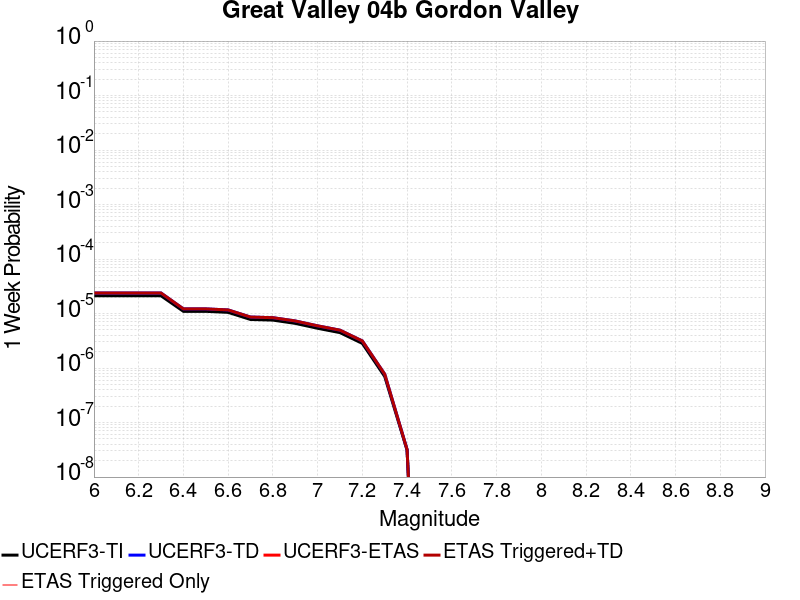 Great Valley 04b Gordon Valley
10^0
10^-1
10^-2
10^-3
10^-4
10^-5
10^-6
10^-7
10^-8
1 Week Probability
6 6.2 6.4 6.6 6.8 7 7.2 7.4 7.6 7.8 8 8.2 8.4 8.6 8.8 9
Magnitude
UCERF3-TI UCERF3-TD UCERF3-ETAS ETAS Triggered+TD
ETAS Triggered Only